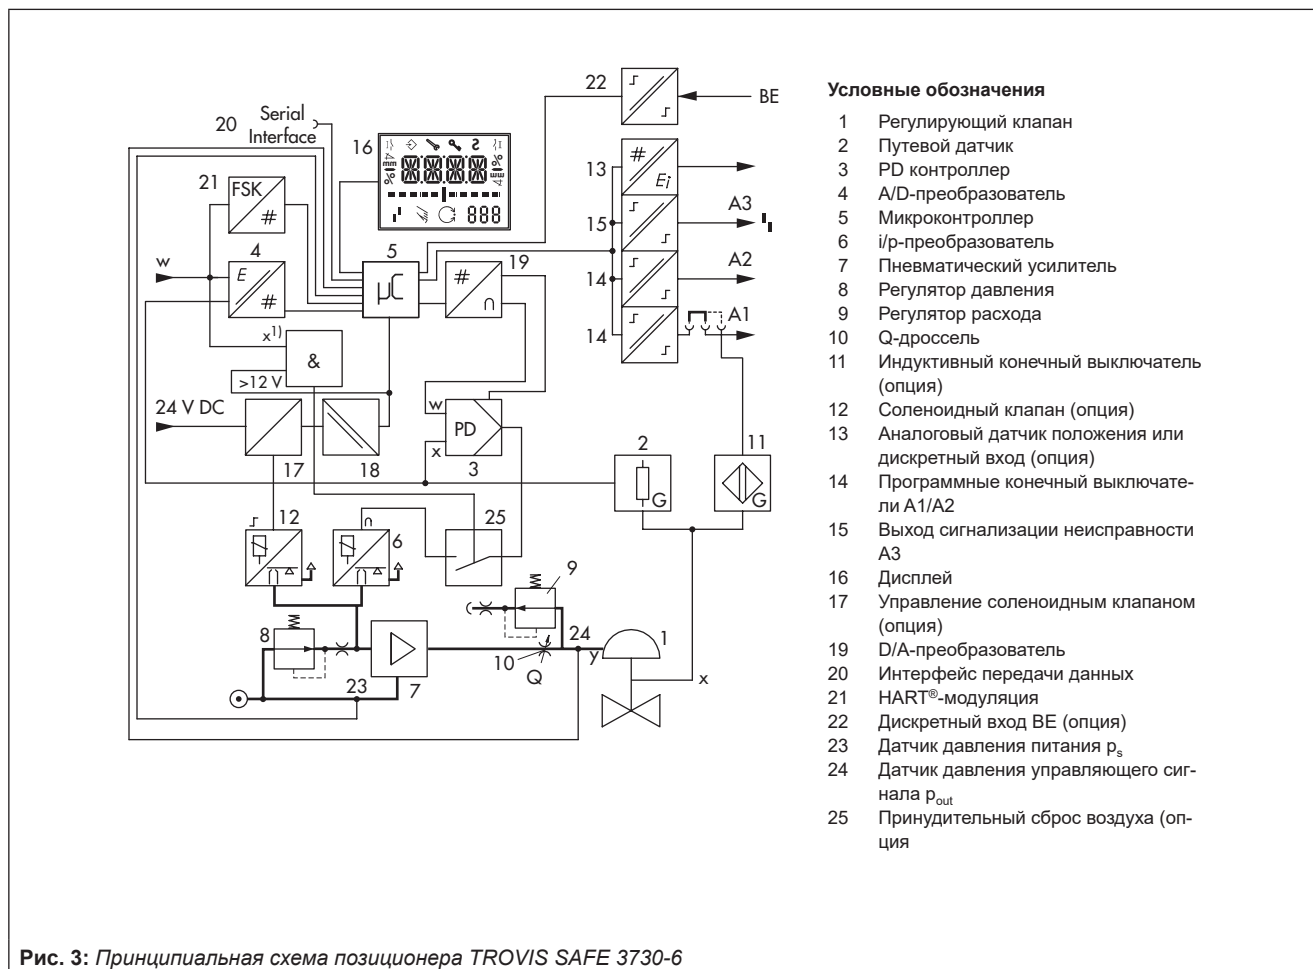 22
BE
20
Serial
Interface
16
mm
%
888
13
#
Ei
21
FSK
#
15
A3
w
4
E
#
5
µC
19
#
∩
14
A2
14
A1
x1)
&
>12 V
24 V DC
17
18
w
PD
x
3
2
G
11
G
12
6
25
9
8
7
23
10
Q
24
y
1
x
Условные обозначения
1 Регулирующий клапан
2 Путевой датчик
3 PD контроллер
4 A/D-преобразователь
5 Микроконтроллер
6 i/p-преобразователь
7 Пневматический усилитель
8 Регулятор давления
9 Регулятор расхода
10 Q-дроссель
11 Индуктивный конечный выключатель
(опция)
12 Соленоидный клапан (опция)
13 Аналоговый датчик положения или
дискретный вход (опция)
14 Программные конечный выключате-
ли A1/A2
15 Выход сигнализации неисправности
A3
16 Дисплей
17 Управление соленоидным клапаном
(опция)
19 D/A-преобразователь
20 Интерфейс передачи данных
21 HART®-модуляция
22 Дискретный вход BE (опция)
23 Датчик давления питания ps
24 Датчик давления управляющего сиг-
нала pout
25 Принудительный сброс воздуха (оп-
ция
Рис. 3: Принципиальная схема позиционера TROVIS SAFE 3730-6